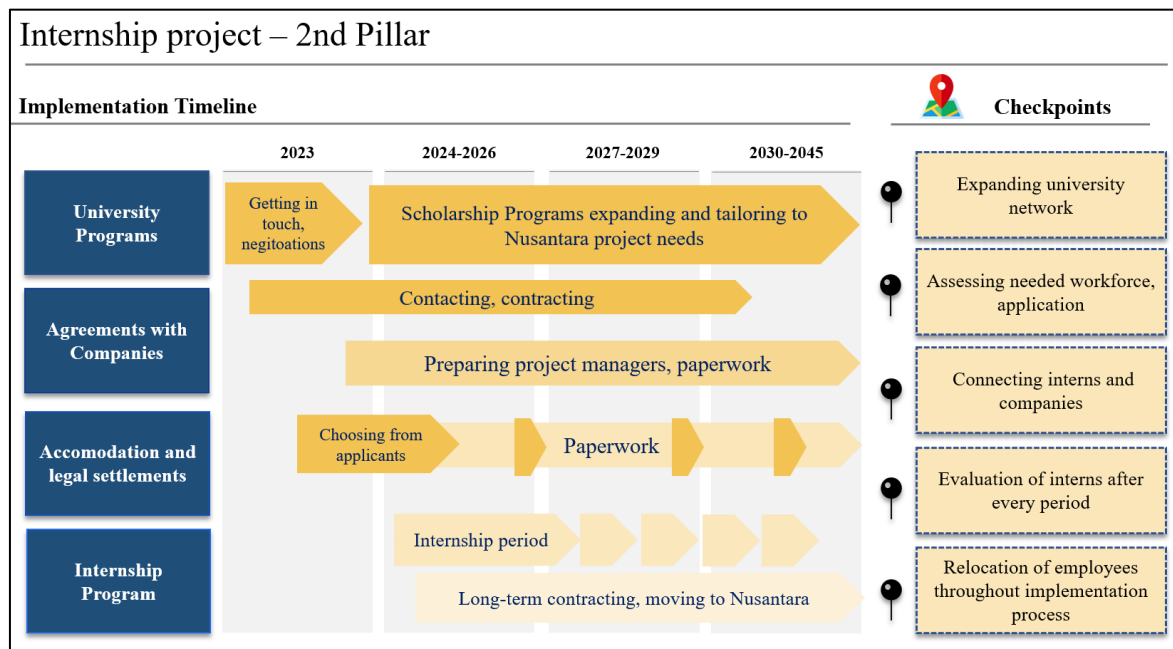 Internship project – 2nd Pillar
Implementation Timeline
Checkpoints
2023
2024-2026
2027-2029
2030-2045
University
Programs
Getting in
touch,
negitoations
Scholarship Programs expanding and tailoring to
Nusantara project needs
Agreements with
Companies
Contacting, contracting
Preparing project managers, paperwork
Accomodation and
legal settlements
Choosing from
applicants
Paperwork
Internship
Program
Internship period
Long-term contracting, moving to Nusantara
Expanding university
network
Assessing needed workforce,
application
Connecting interns and
companies
Evaluation of interns after
every period
Relocation of employees
throughout implementation
process